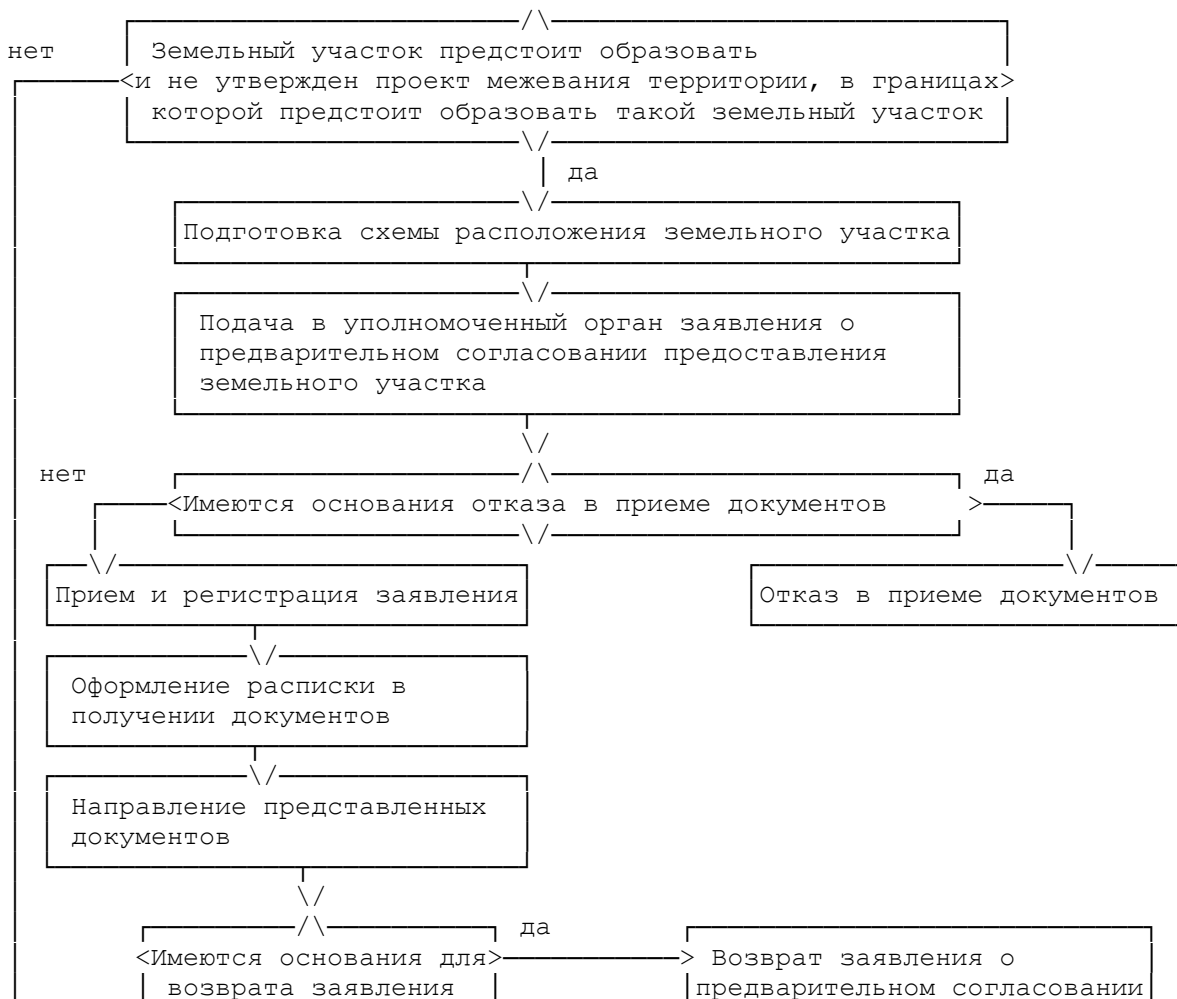 нет
Земельный участок предстоит образовать
и не утвержден проект межевания территории, в границах
которой предстоит образовать такой земельный участок
да
Подготовка схемы расположения земельного участка
Подача в уполномоченный орган заявления о
предварительном согласовании предоставления
земельного участка
нет
да
Имеются основания отказа в приеме документов
Прием и регистрация заявления
Отказ в приеме документов
Оформление расписки в
получении документов
Направление представленных
документов
да
Имеются основания для
возврата заявления
Возврат заявления о
предварительном согласовании